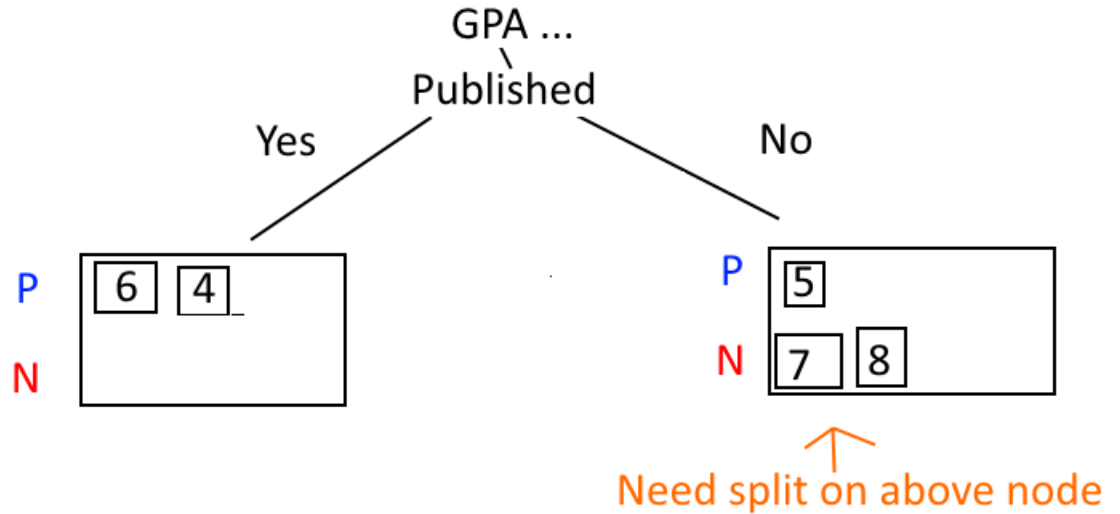 GPA ...
Published
Yes
No
P
6 4
N
P
5
N
7 8
Need split on above node